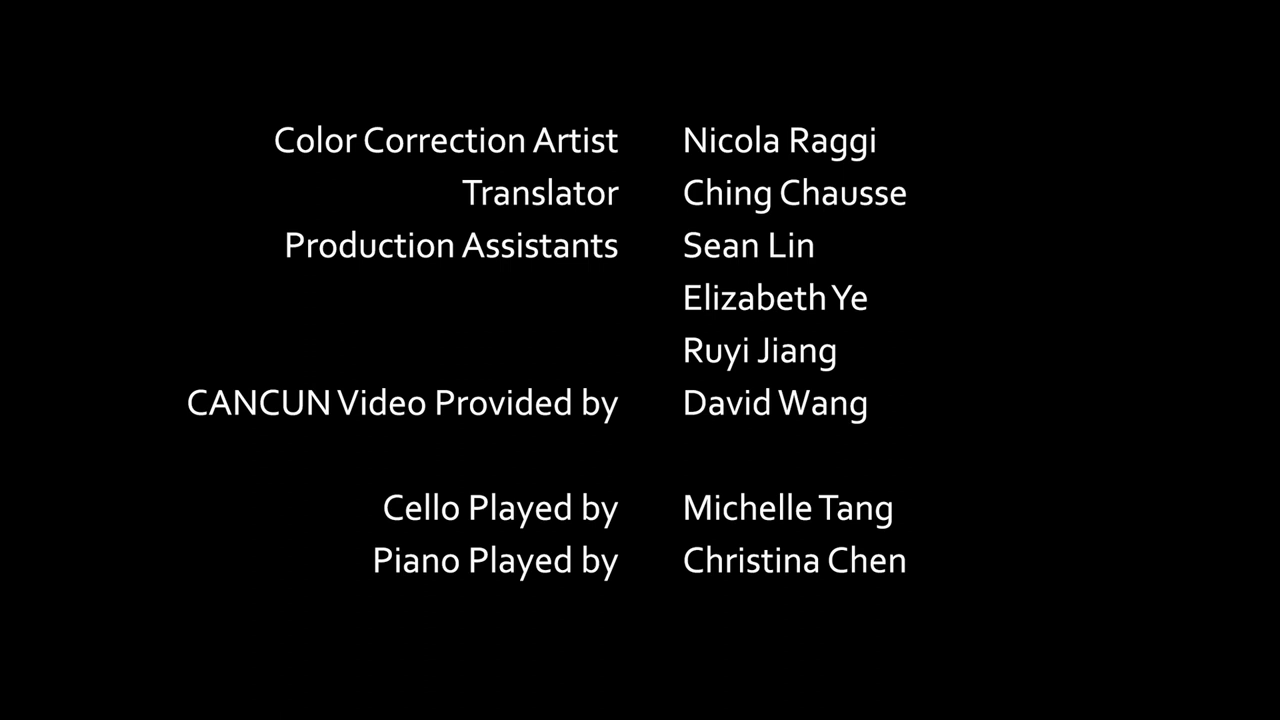 Color Correction Artist Nicola Raggi
Translator Ching Chausse
Production Assistants Sean Lin
Elizabeth Ye
Ruyi Jiang
CANCUN Video Provided by David Wang
Cello Played by Michelle Tang
Piano Played by Christina Chen